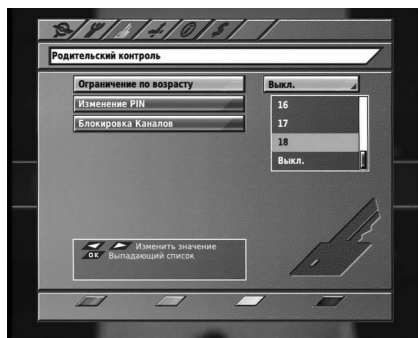 Родительский контроль
Ограничение по возрасту
Выкл.
Изменение PIN
16
Блокировка Каналов
17
18
Выкл.
Изменить значение
OK Выпадающий список